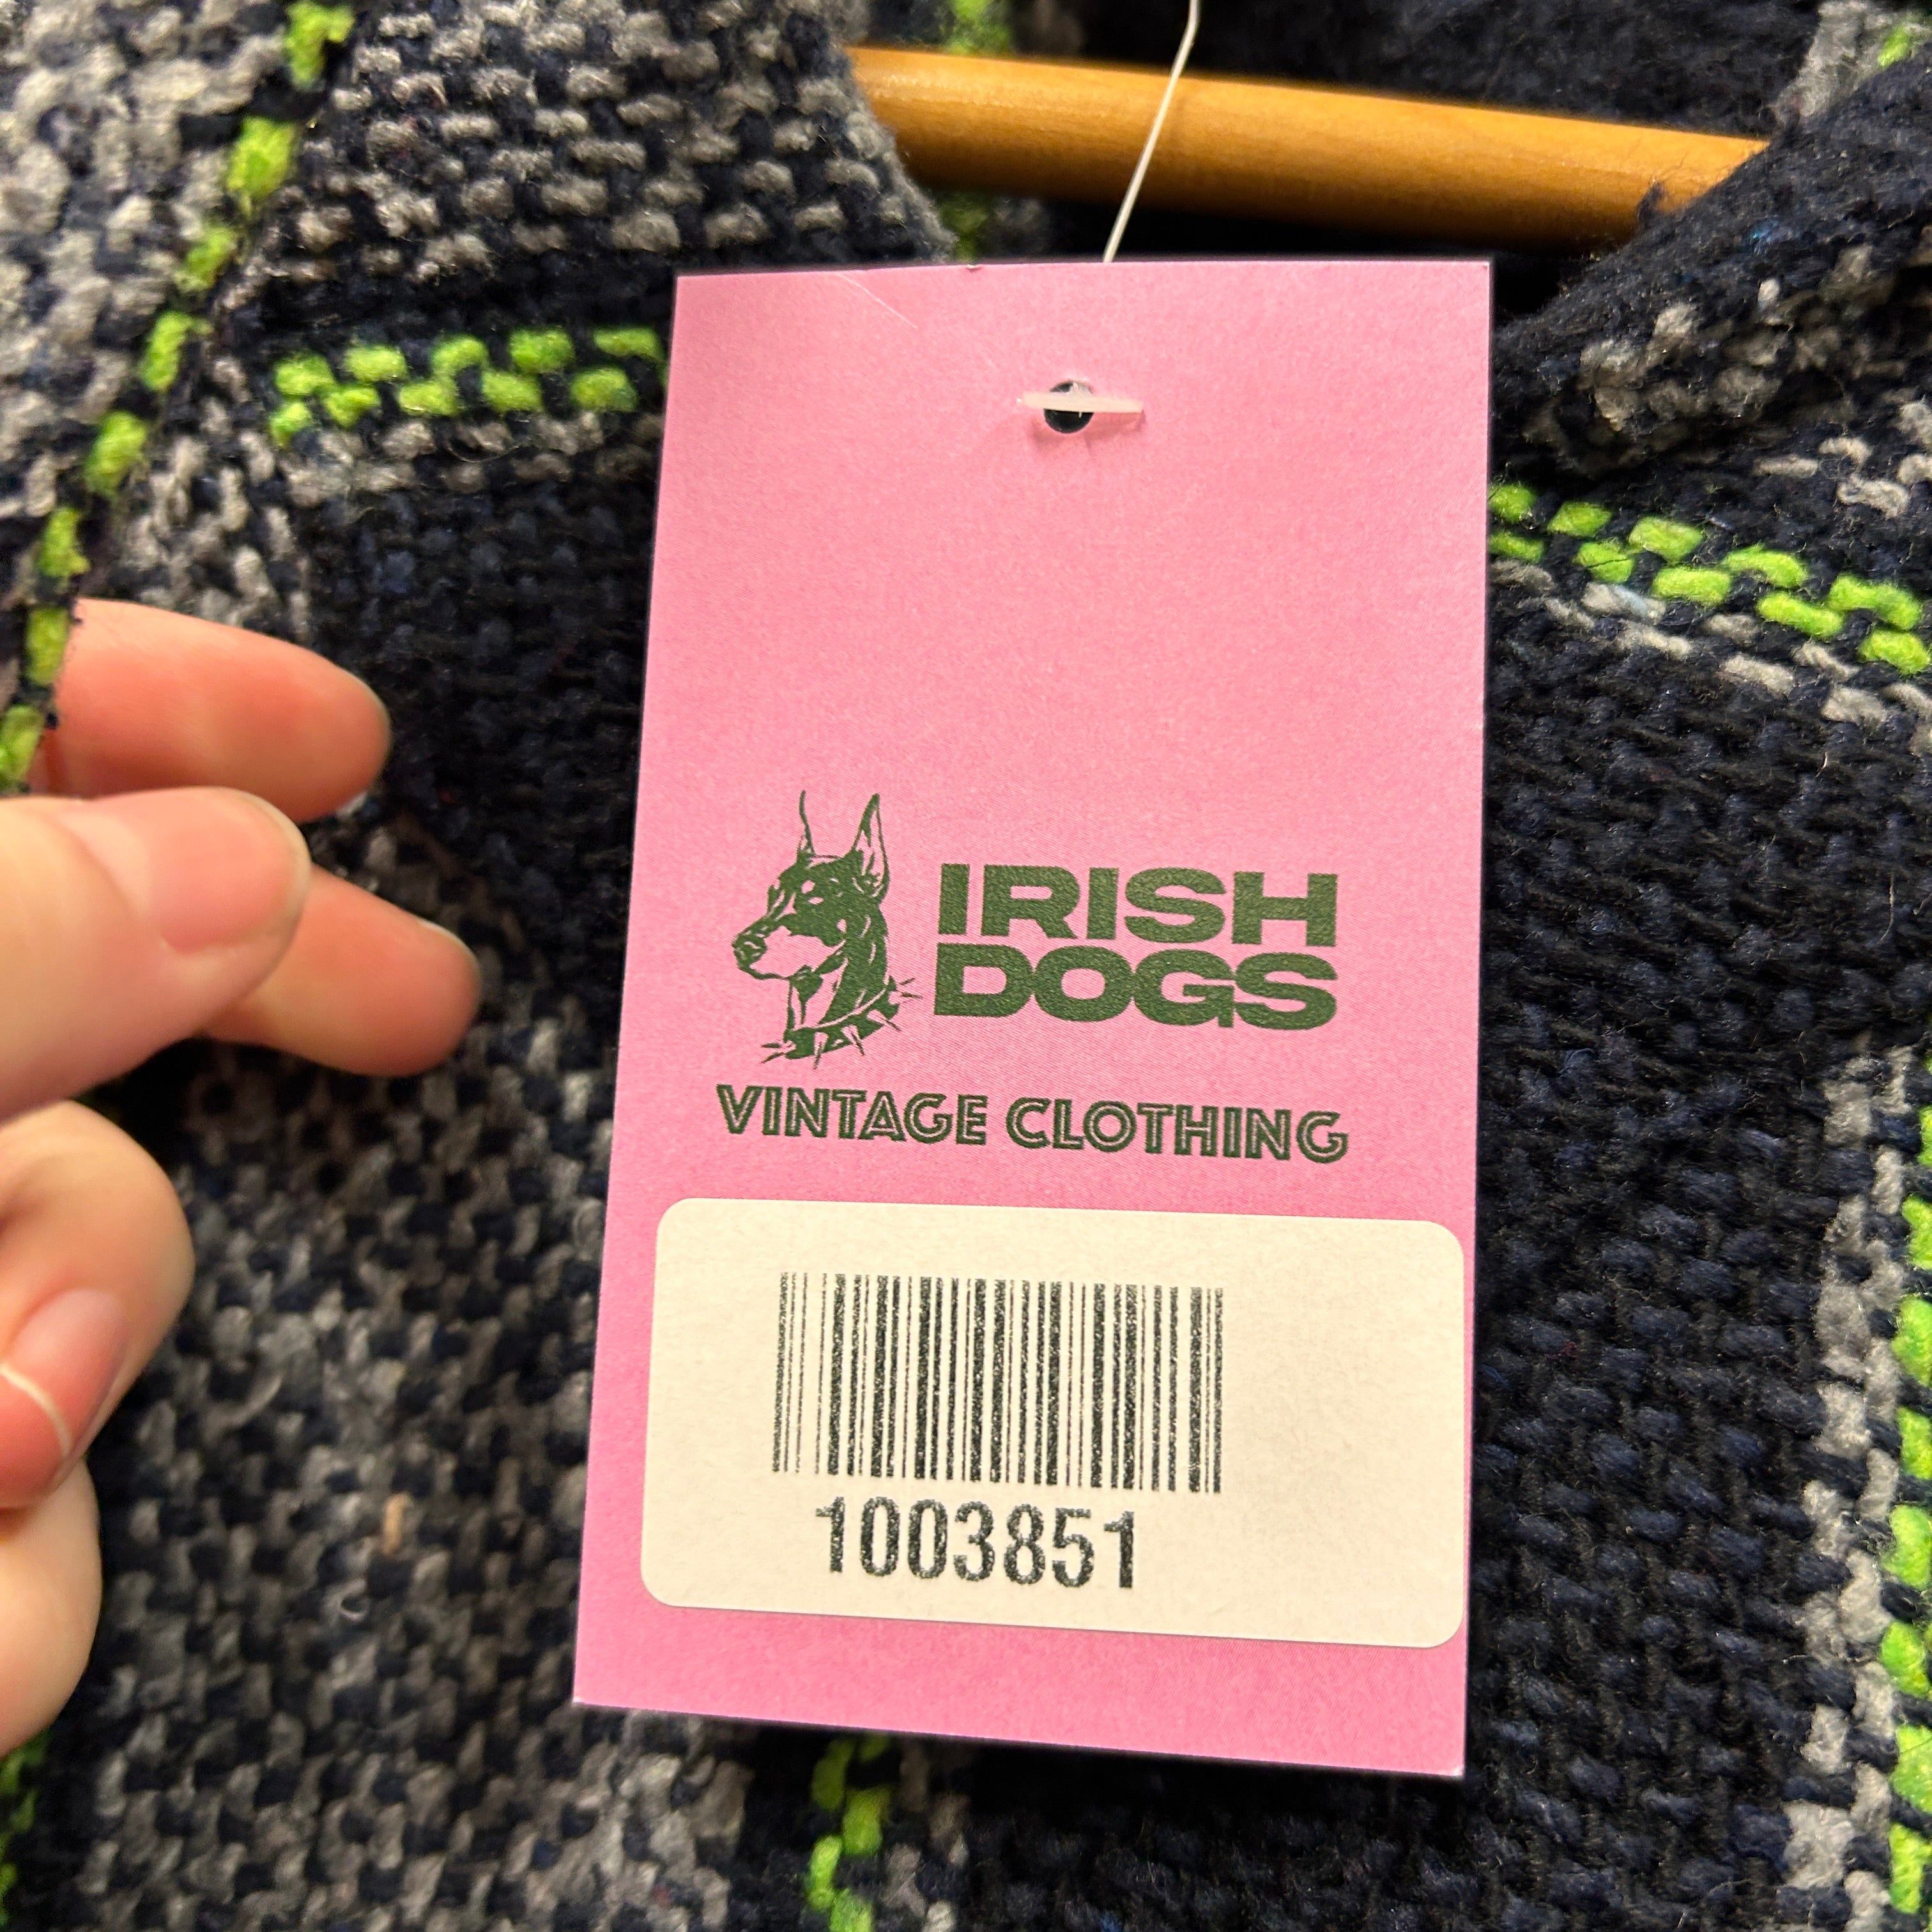 IRISH
DOGS
VINTAGE CLOTHING
1003851